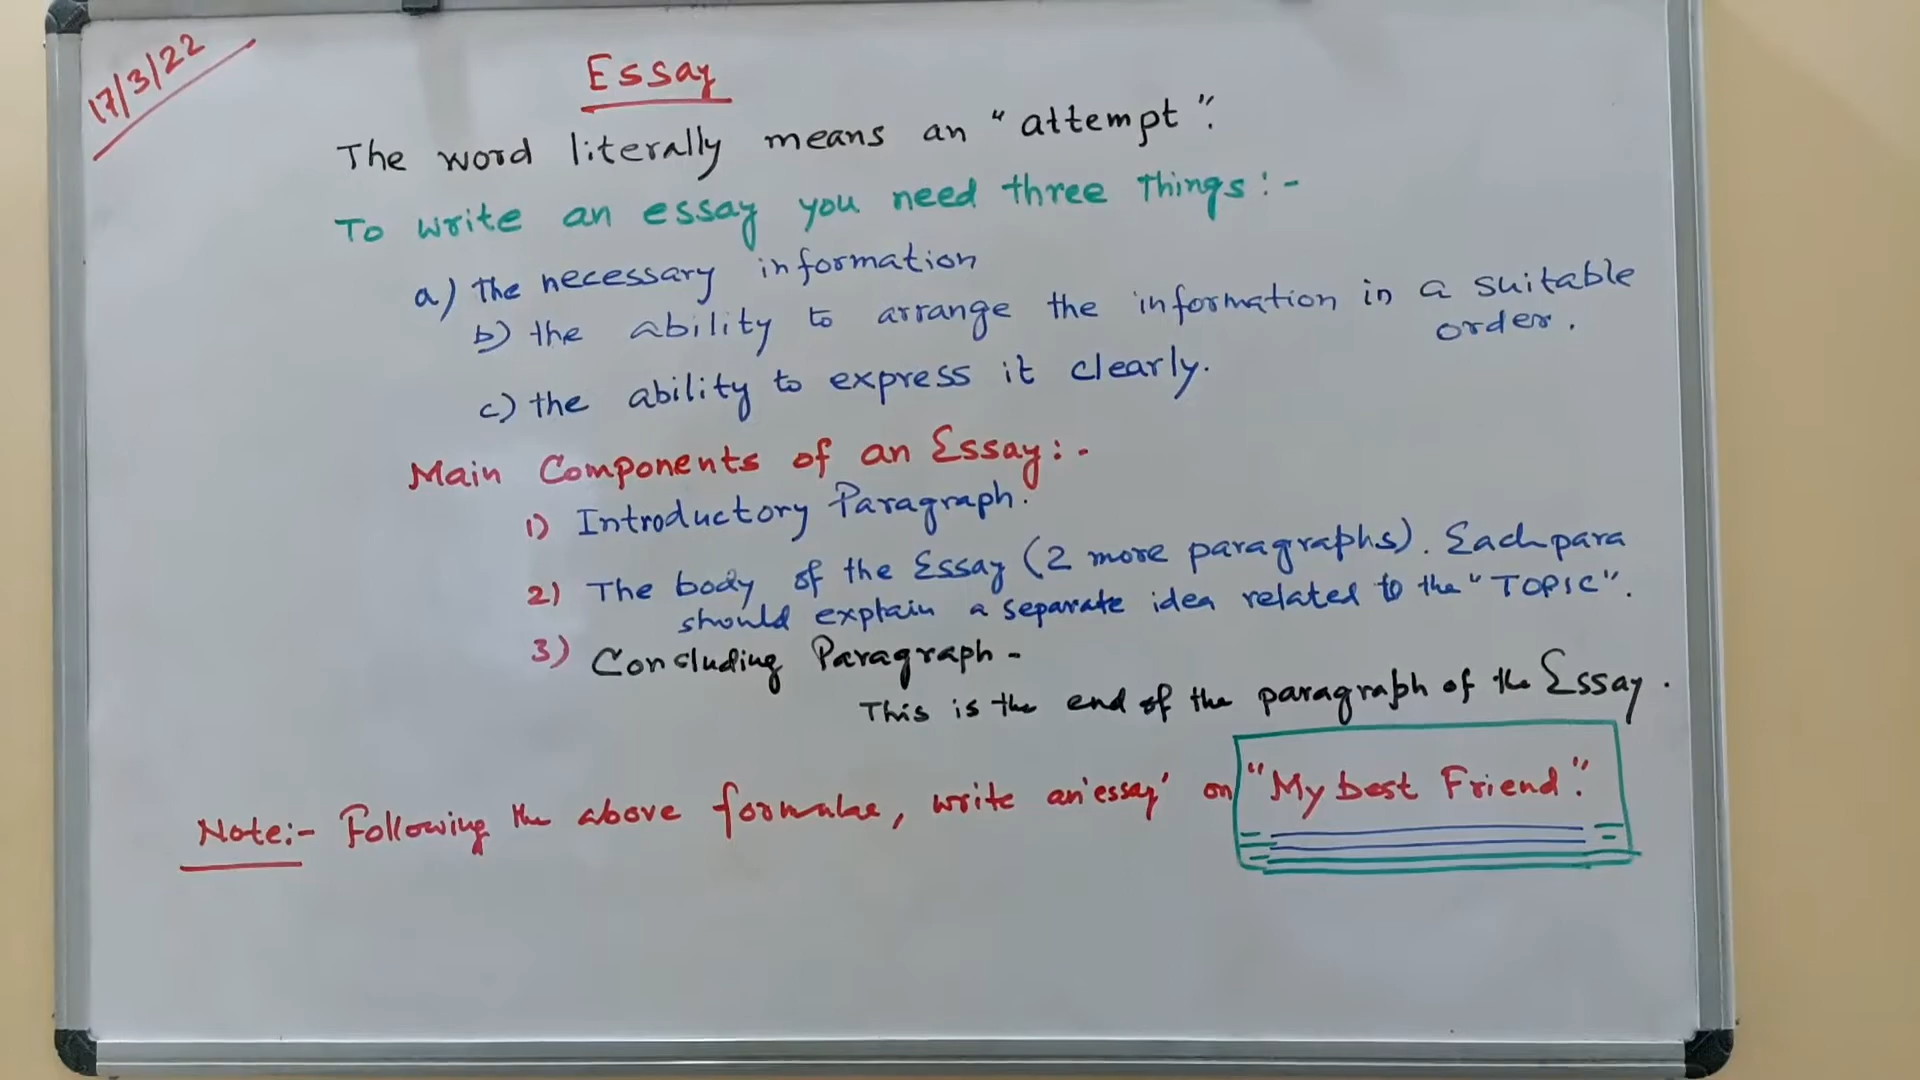 17/3/22
Essay
The word literally means an "attempt".
To write an essay you need three things:-
a) the necessary information
b) the ability to arrange the information in a suitable
order.
c) the ability to express it clearly.
Main Components of an Essay:-
1) Introductory Paragraph.
2) The body of the Essay (2 more paragraphs). Each para
should explain a separate idea related to the "TOPIC".
3) Concluding Paragraph-
This is the end of the paragraph of the Essay.
Note:- Following the above formulae, write an 'essay' on "My best Friend".